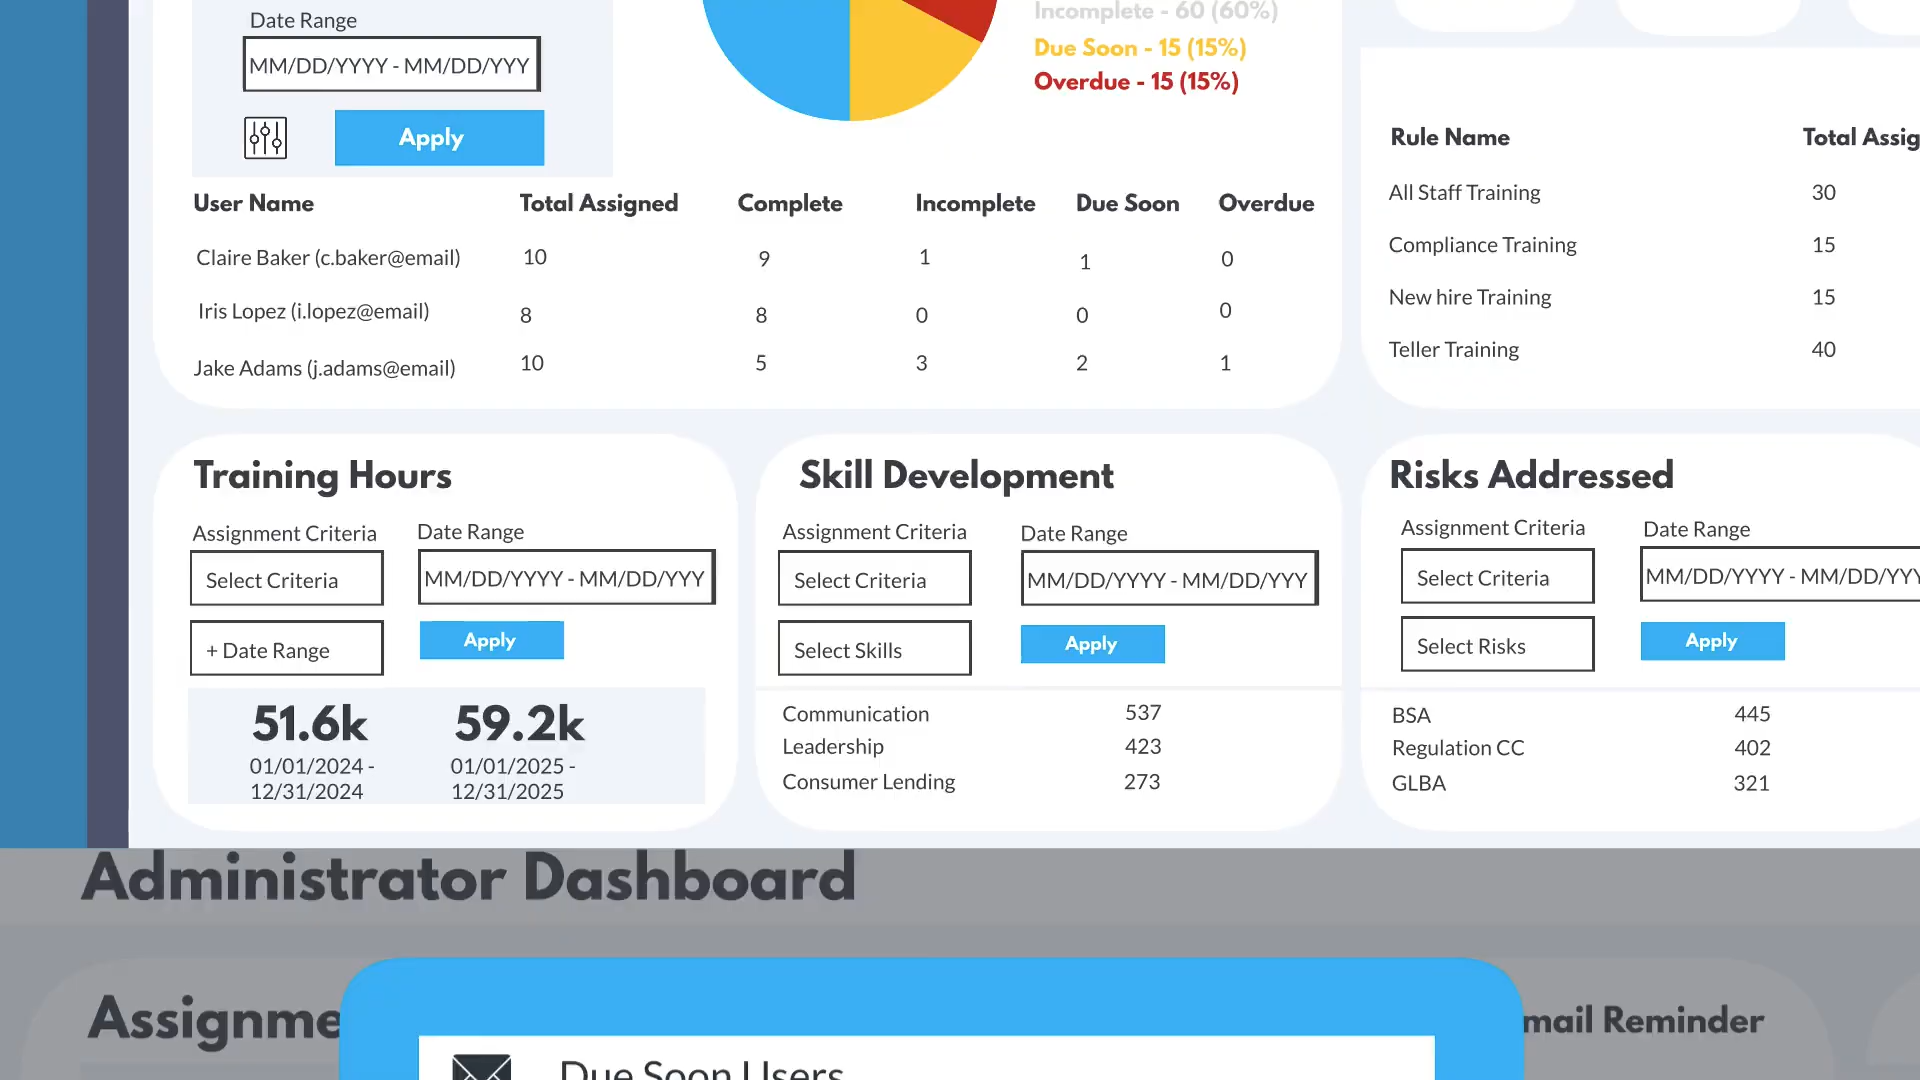 Date Range
MM/DD/YYYY - MM/DD/YYY
Apply
Incomplete - 60 (60%)
Due Soon - 15 (15%)
Overdue - 15 (15%)
User Name Total Assigned Complete Incomplete Due Soon Overdue
Claire Baker (c.baker@email) 10 9 1 1 0
Iris Lopez (i.lopez@email) 8 8 0 0 0
Jake Adams (j.adams@email) 10 5 3 2 1
Rule Name Total Assig
All Staff Training 30
Compliance Training 15
New hire Training 15
Teller Training 40
Training Hours
Assignment Criteria Date Range
Select Criteria MM/DD/YYYY - MM/DD/YYY
+ Date Range Apply
51.6k 59.2k
01/01/2024 - 01/01/2025 -
12/31/2024 12/31/2025
Skill Development
Assignment Criteria Date Range
Select Criteria MM/DD/YYYY - MM/DD/YYY
Select Skills Apply
Communication 537
Leadership 423
Consumer Lending 273
Risks Addressed
Assignment Criteria Date Range
Select Criteria MM/DD/YYYY - MM/DD/YYY
Select Risks Apply
BSA 445
Regulation CC 402
GLBA 321
Administrator Dashboard
Assignme
mail Reminder
Due Soon Users